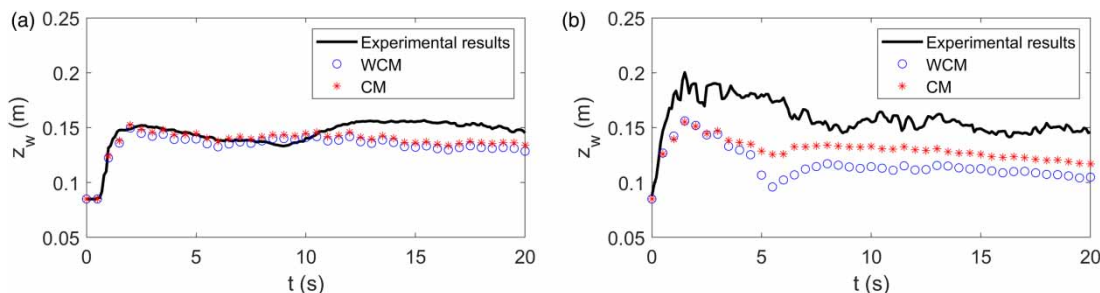 (a)
0.25
0.2
0.15
0.1
0.05
z_w (m)
0 5 10 15 20
t (s)
Experimental results
WCM
CM
(b)
0.25
0.2
0.15
0.1
0.05
z_w (m)
0 5 10 15 20
t (s)
Experimental results
WCM
CM